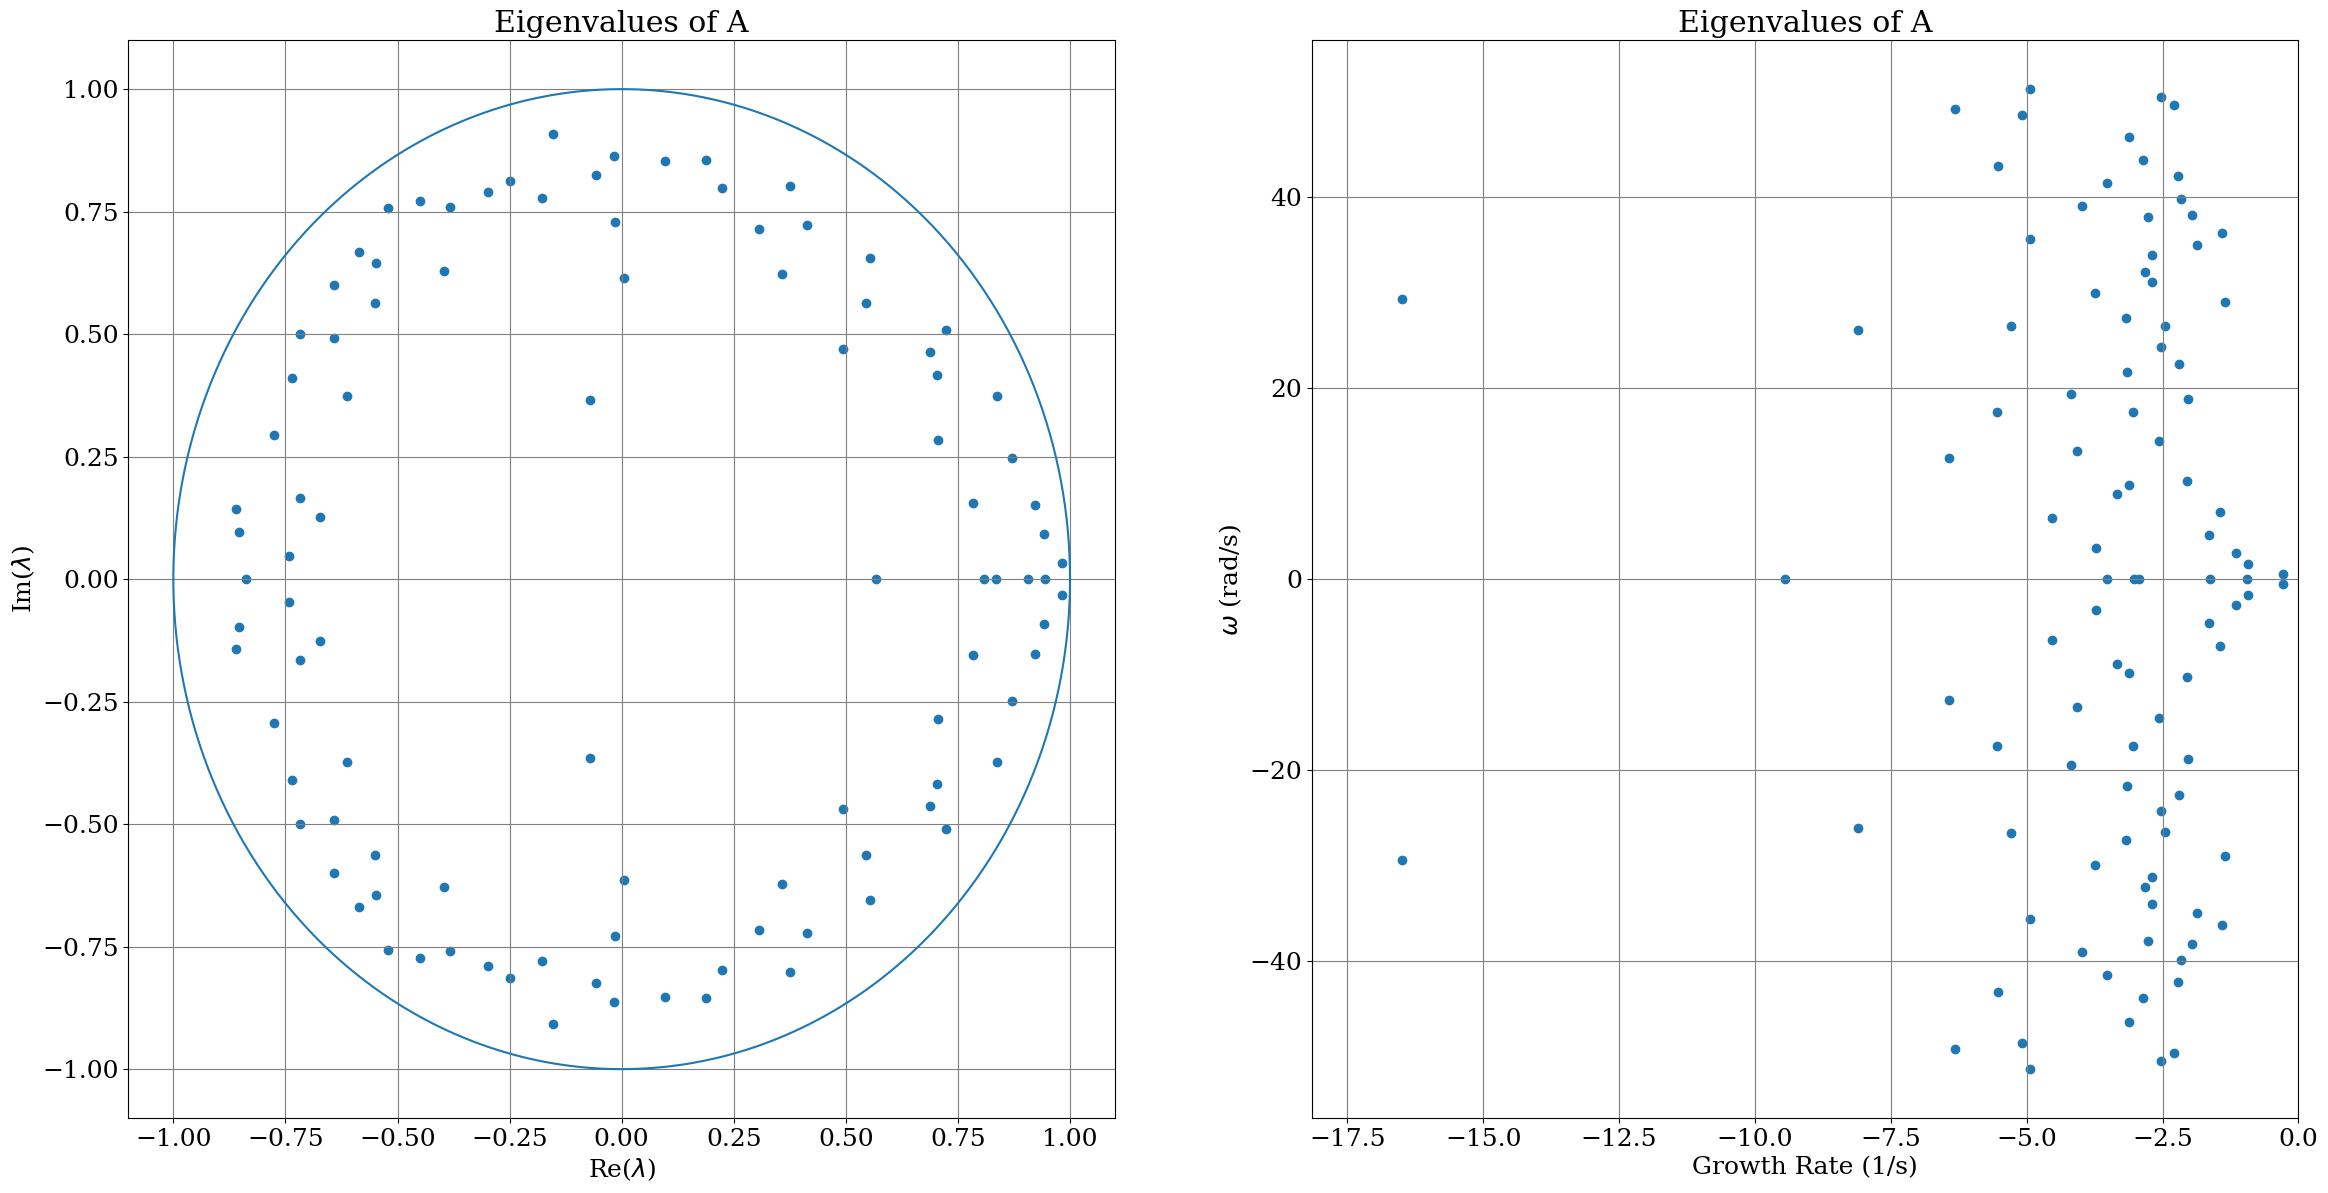 Eigenvalues of A
1.00
0.75
0.50
0.25
0.00
−0.25
−0.50
−0.75
−1.00
Im(λ)
−1.00 −0.75 −0.50 −0.25 0.00 0.25 0.50 0.75 1.00
Re(λ)
Eigenvalues of A
40
20
0
−20
−40
ω (rad/s)
−17.5 −15.0 −12.5 −10.0 −7.5 −5.0 −2.5 0.0
Growth Rate (1/s)